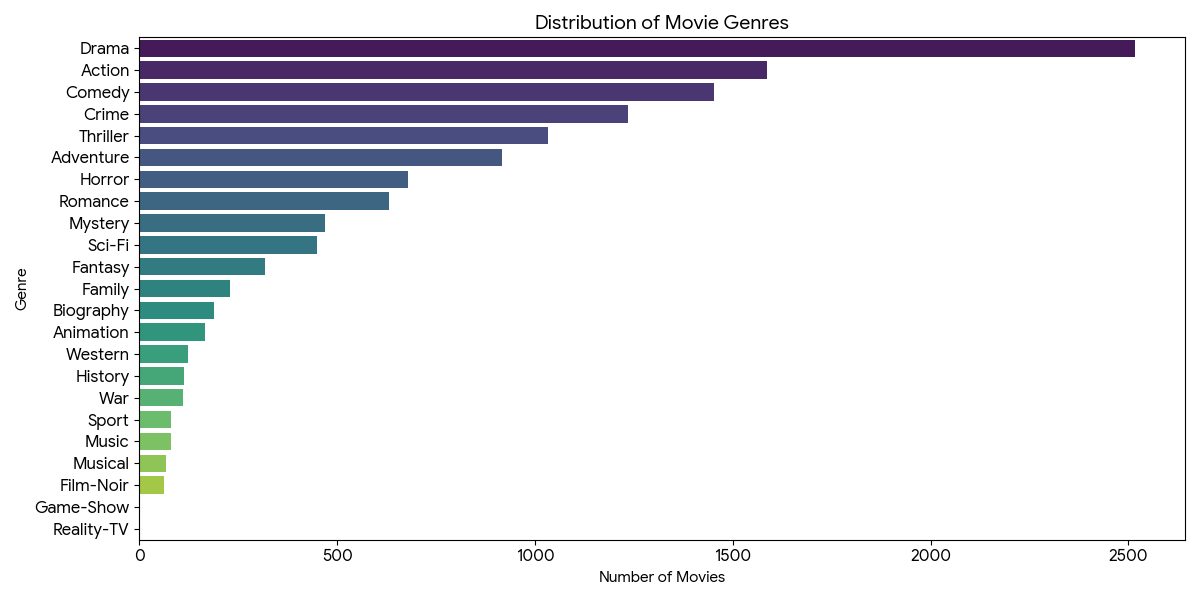 Distribution of Movie Genres
Drama
Action
Comedy
Crime
Thriller
Adventure
Horror
Romance
Mystery
Sci-Fi
Fantasy
Family
Biography
Animation
Western
History
War
Sport
Music
Musical
Film-Noir
Game-Show
Reality-TV
Genre
0 500 1000 1500 2000 2500
Number of Movies